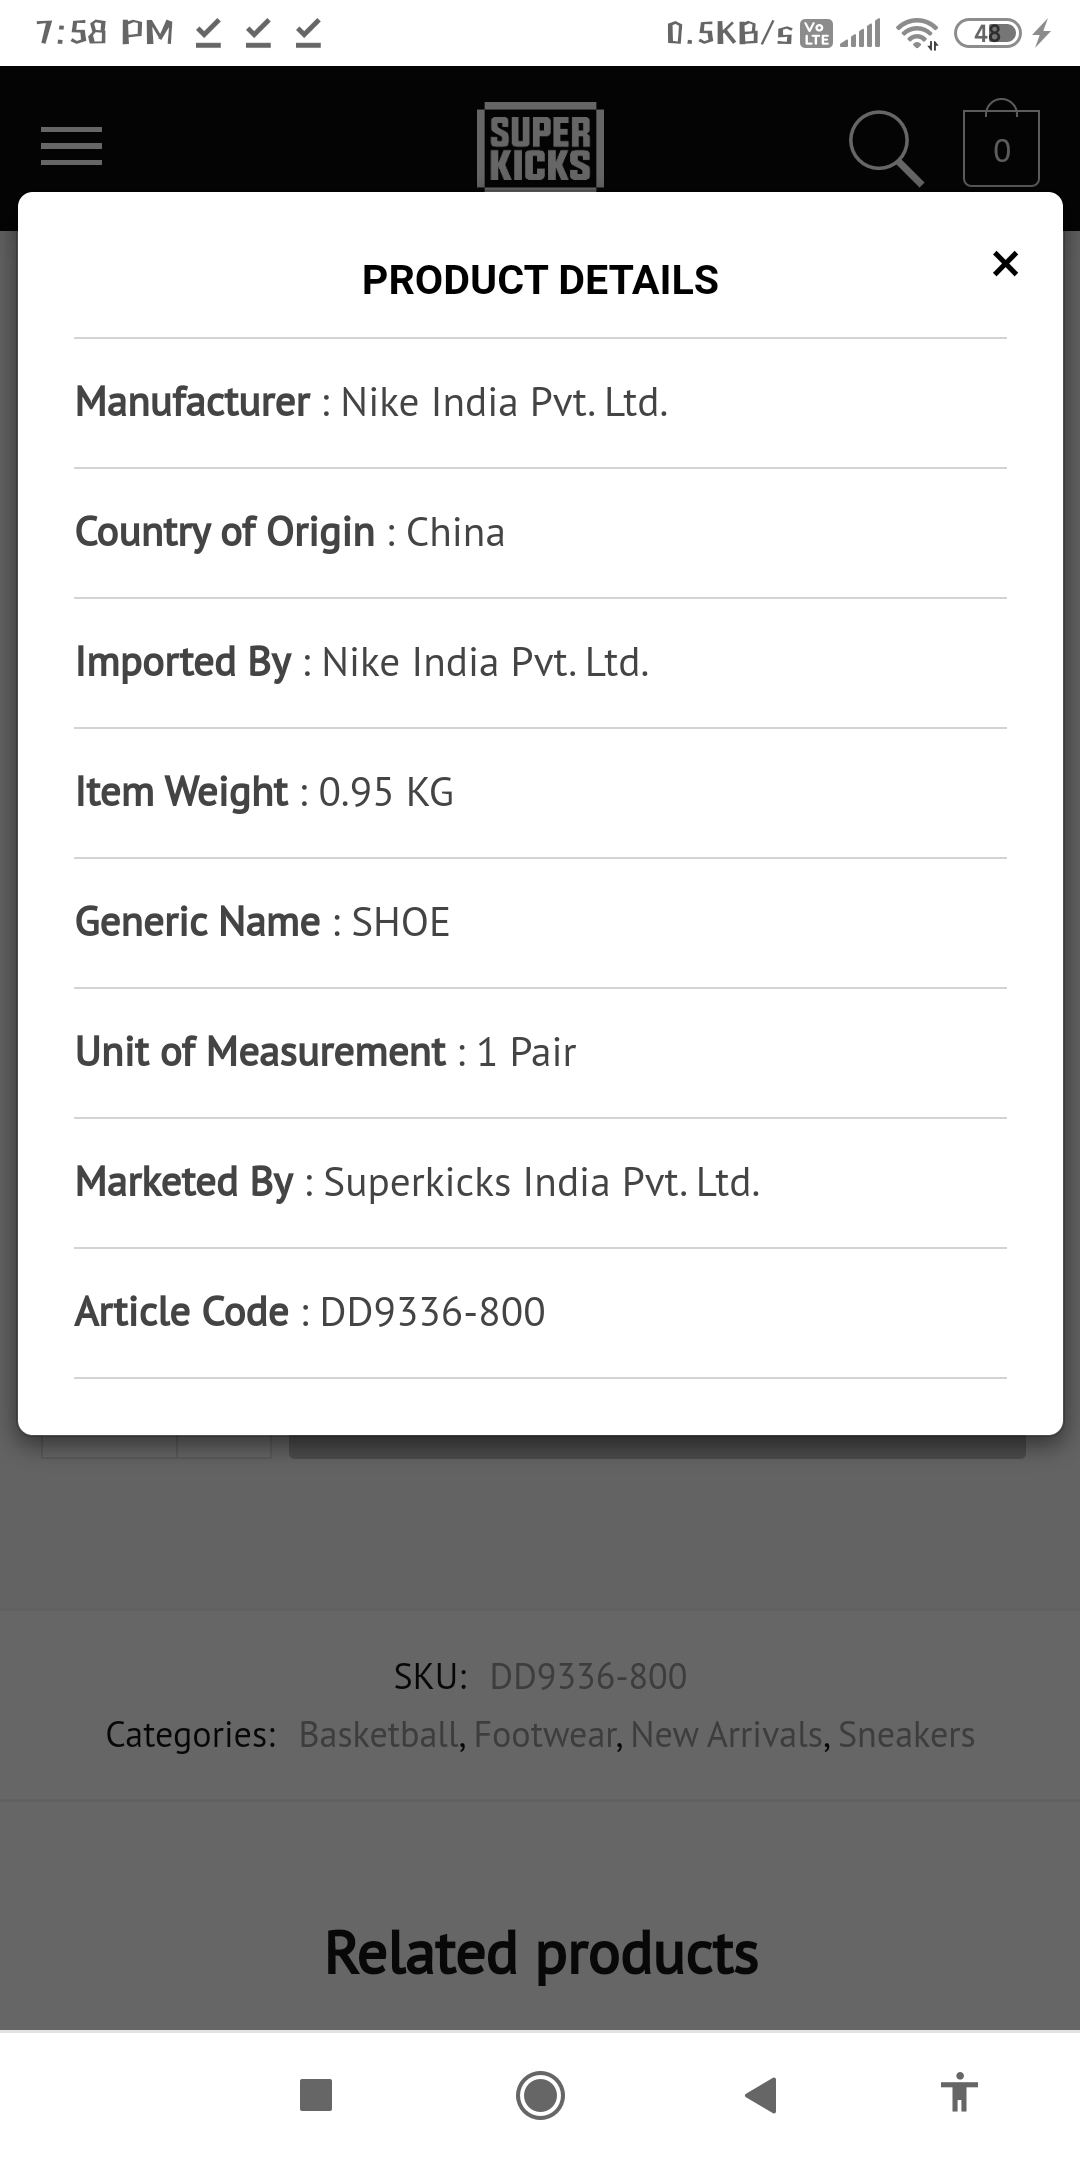 7:58 PM 0.5KB/s Vo LTE 48
SUPER
KICKS
0
PRODUCT DETAILS
Manufacturer : Nike India Pvt. Ltd.
Country of Origin : China
Imported By : Nike India Pvt. Ltd.
Item Weight : 0.95 KG
Generic Name : SHOE
Unit of Measurement : 1 Pair
Marketed By : Superkicks India Pvt. Ltd.
Article Code : DD9336-800
SKU: DD9336-800
Categories: Basketball, Footwear, New Arrivals, Sneakers
Related products